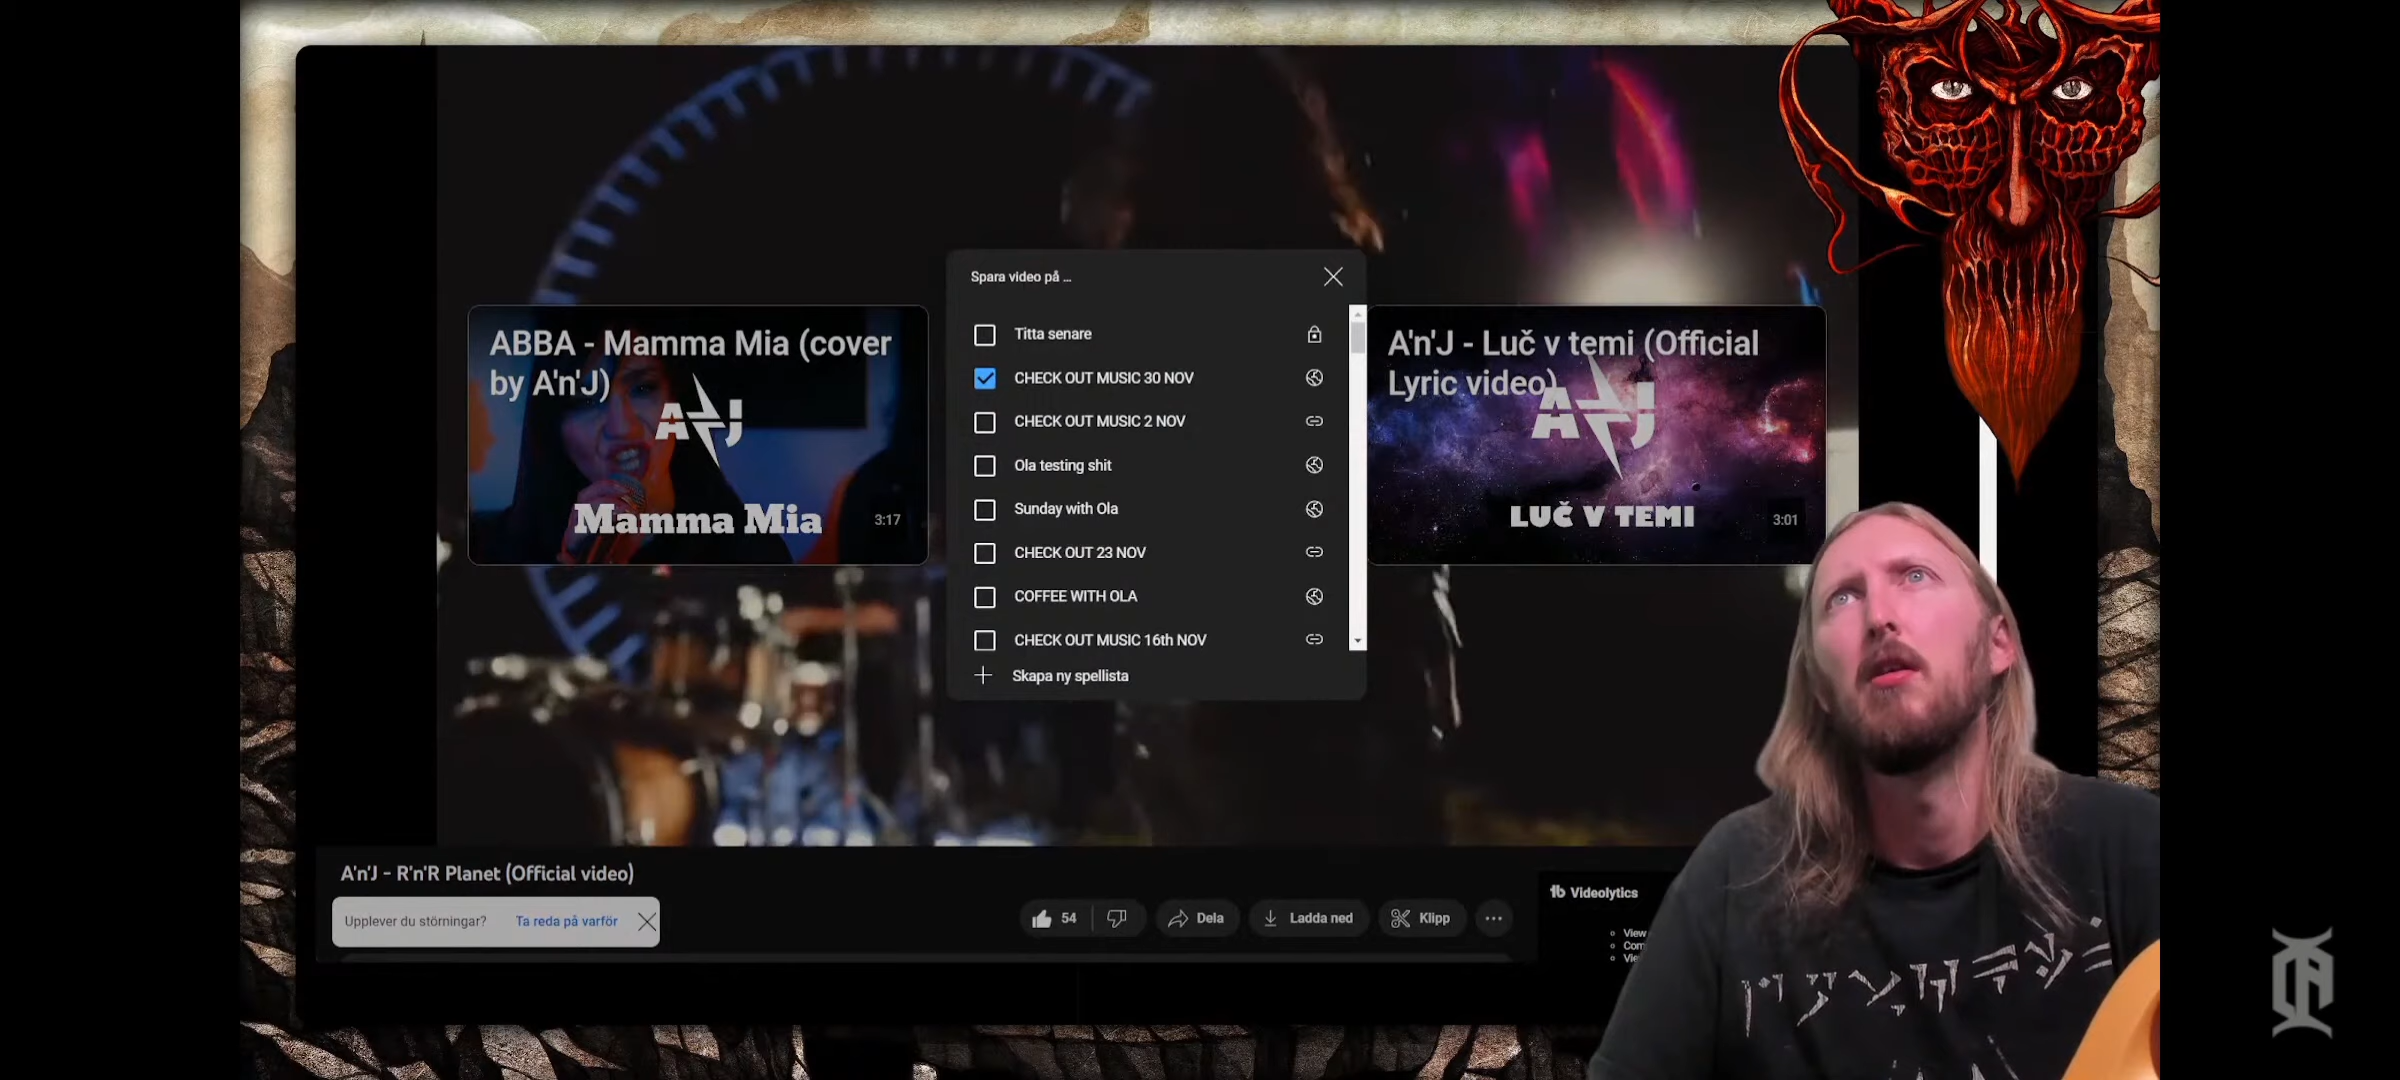 Spara video på ...
ABBA - Mamma Mia (cover
by A'n'J)
A J
Mamma Mia
3:17
Titta senare
CHECK OUT MUSIC 30 NOV
CHECK OUT MUSIC 2 NOV
Ola testing shit
Sunday with Ola
CHECK OUT 23 NOV
COFFEE WITH OLA
CHECK OUT MUSIC 16th NOV
Skapa ny spellista
A'n'J - Luč v temi (Official
Lyric video)
A J
LUČ V TEMI
3:01
A'n'J - R'n'R Planet (Official video)
Upplever du störningar? Ta reda på varför
54
Dela
Ladda ned
Klipp
Videolytics
View
Com
Vie